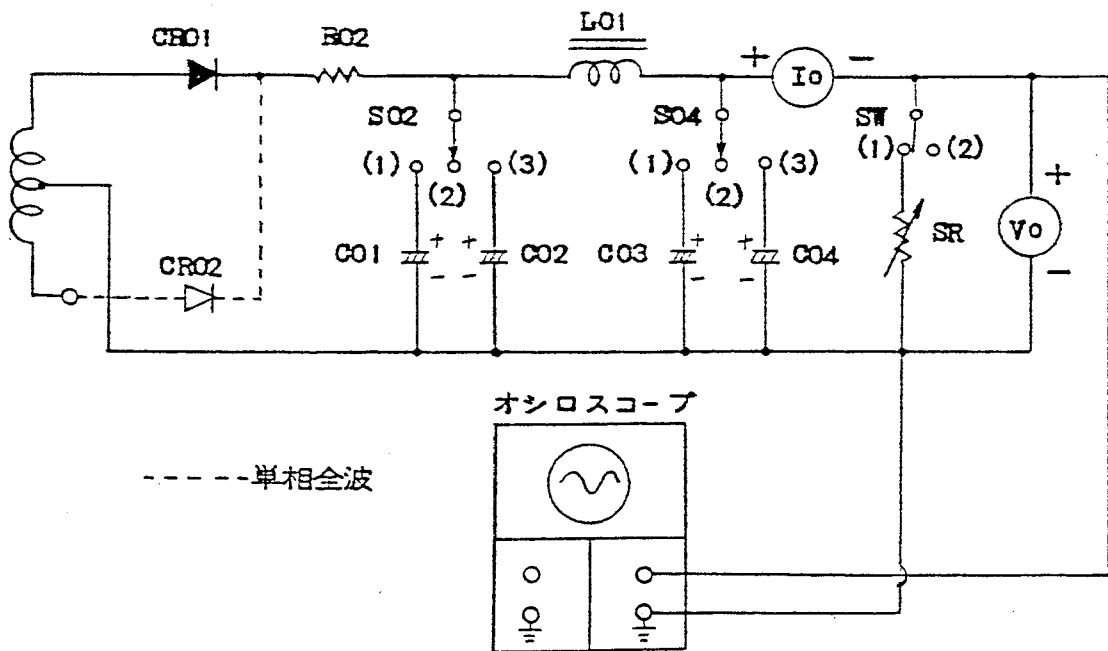 CR01
R02
L01
+ Io -
S02
S04
SW
(1)
(2)
(3)
(1)
(2)
(3)
(1)
(2)
+
Vo
-
SR
C01
+
-
+
-
C02
C03
+
-
+
-
C04
CR02
オシロスコープ
-----単相全波